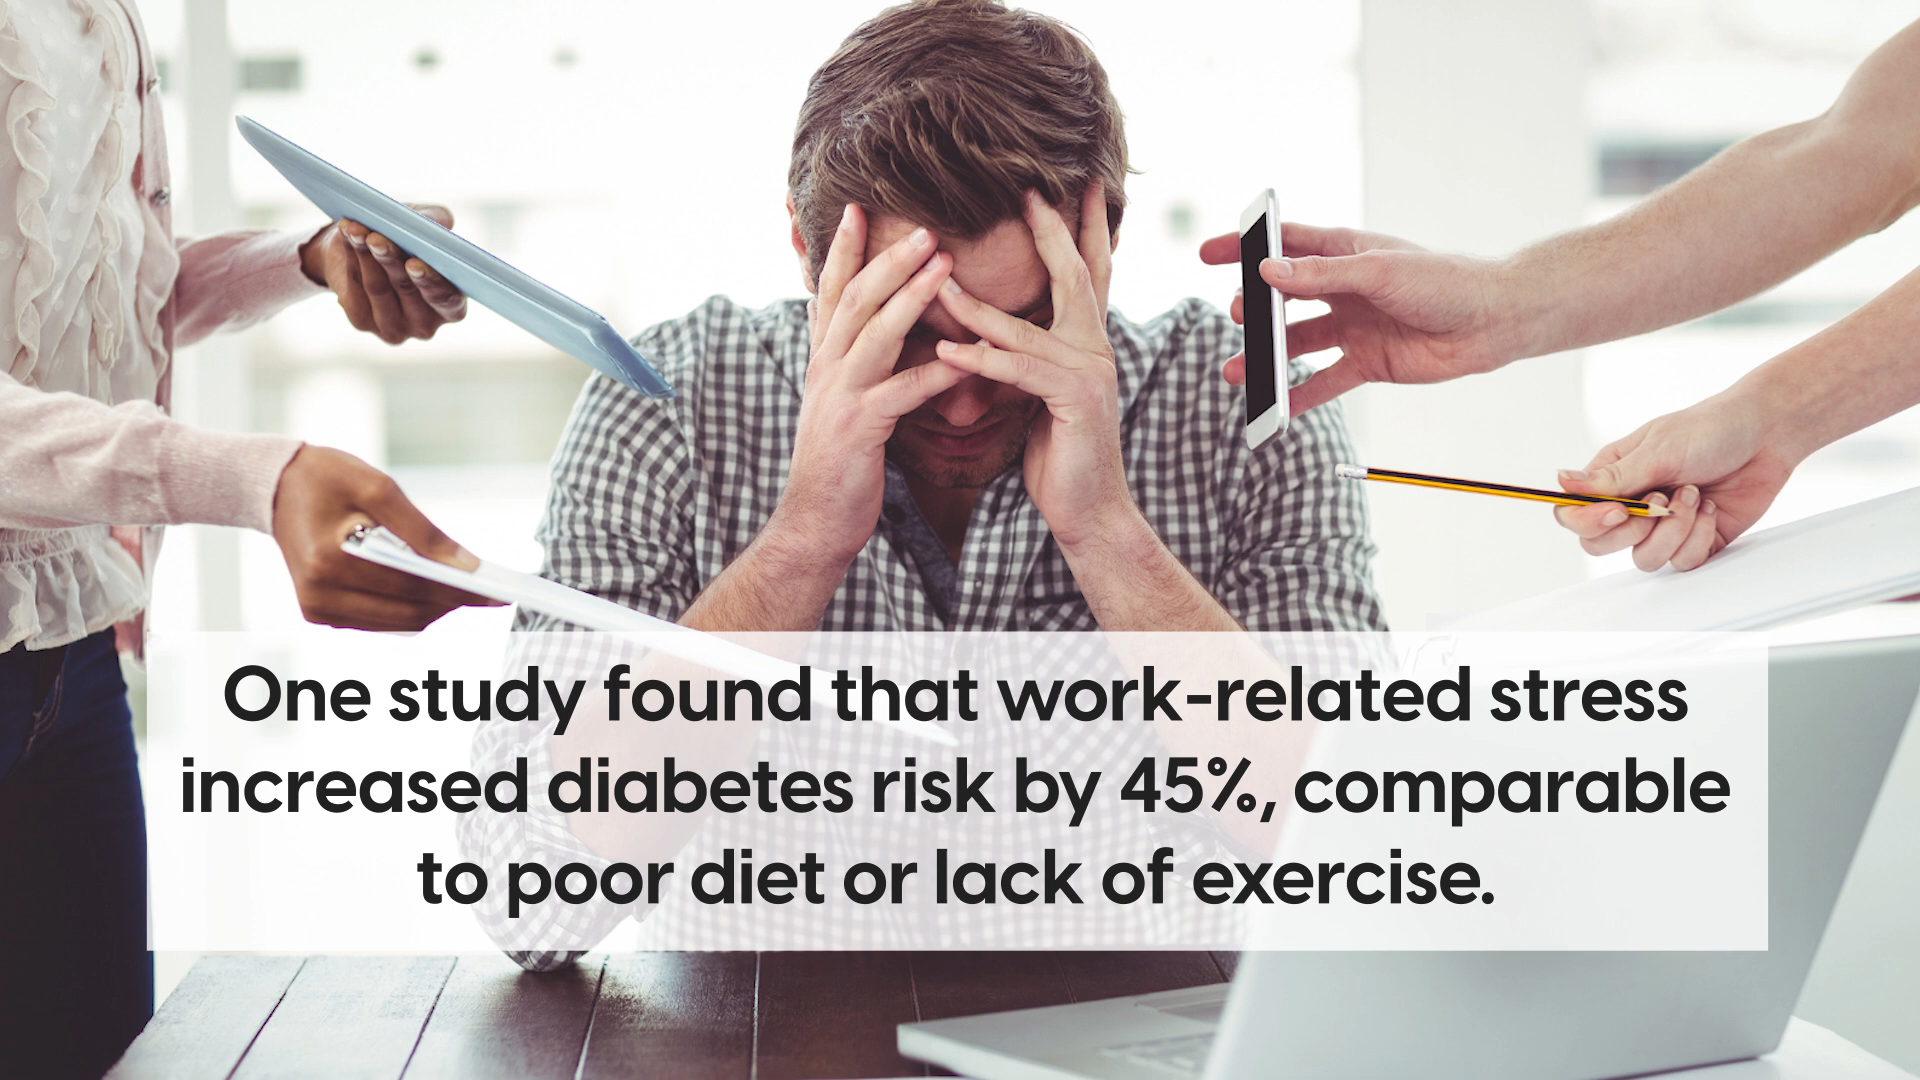 One study found that work-related stress
increased diabetes risk by 45%, comparable
to poor diet or lack of exercise.